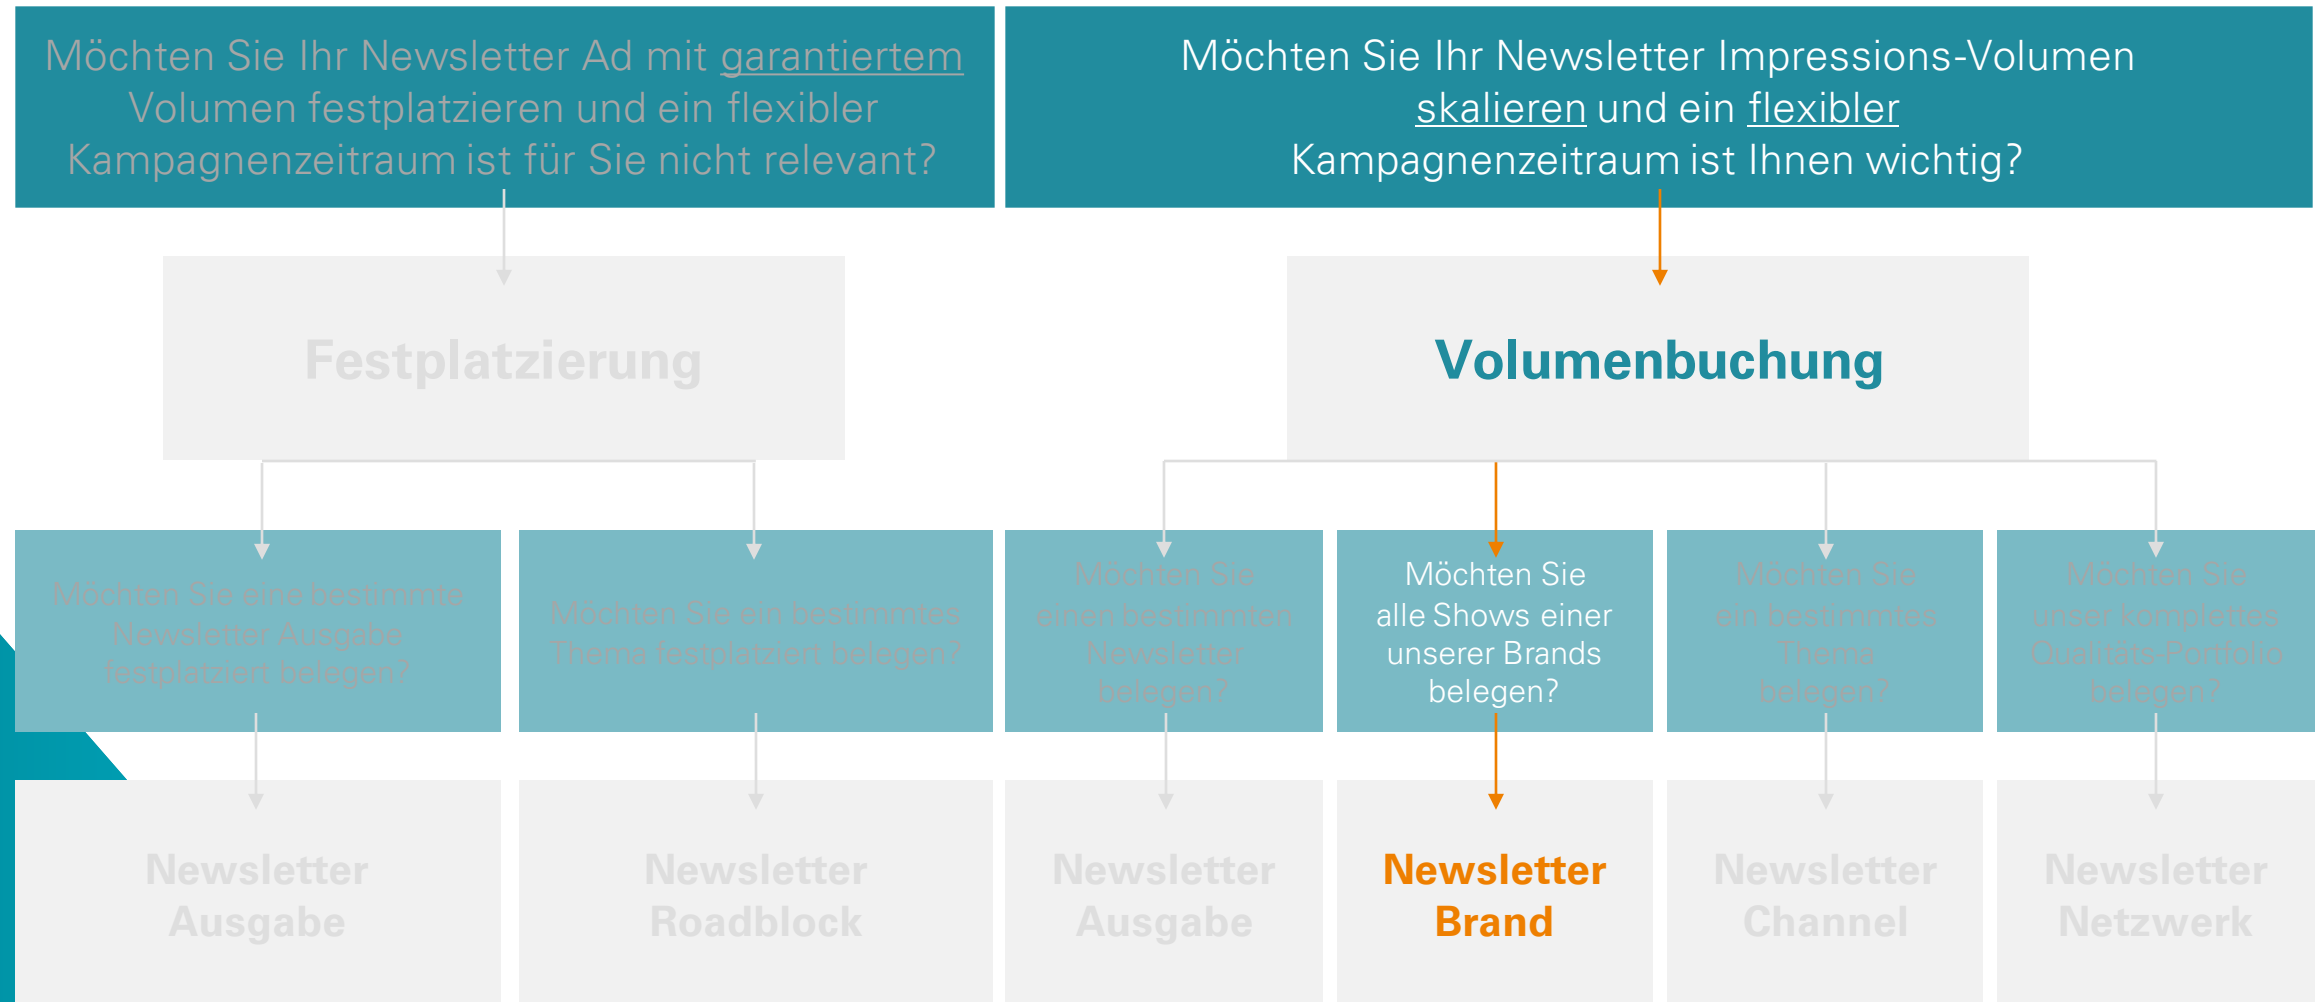 Möchten Sie Ihr Newsletter Ad mit garantiertem
Volumen festplatzieren und ein flexibler
Kampagnenzeitraum ist für Sie nicht relevant?
Möchten Sie Ihr Newsletter Impressions-Volumen
skalieren und ein flexibler
Kampagnenzeitraum ist Ihnen wichtig?
Festplatzierung
Volumenbuchung
Möchten Sie eine bestimmte
Newsletter Ausgabe
festplatziert belegen?
Möchten Sie ein bestimmtes
Thema festplatziert belegen?
Möchten Sie
einen bestimmten
Newsletter
belegen?
Möchten Sie
alle Shows einer
unserer Brands
belegen?
Möchten Sie
ein bestimmtes
Thema
belegen?
Möchten Sie
unser komplettes
Qualitäts-Portfolio
belegen?
Newsletter
Ausgabe
Newsletter
Roadblock
Newsletter
Ausgabe
Newsletter
Brand
Newsletter
Channel
Newsletter
Netzwerk